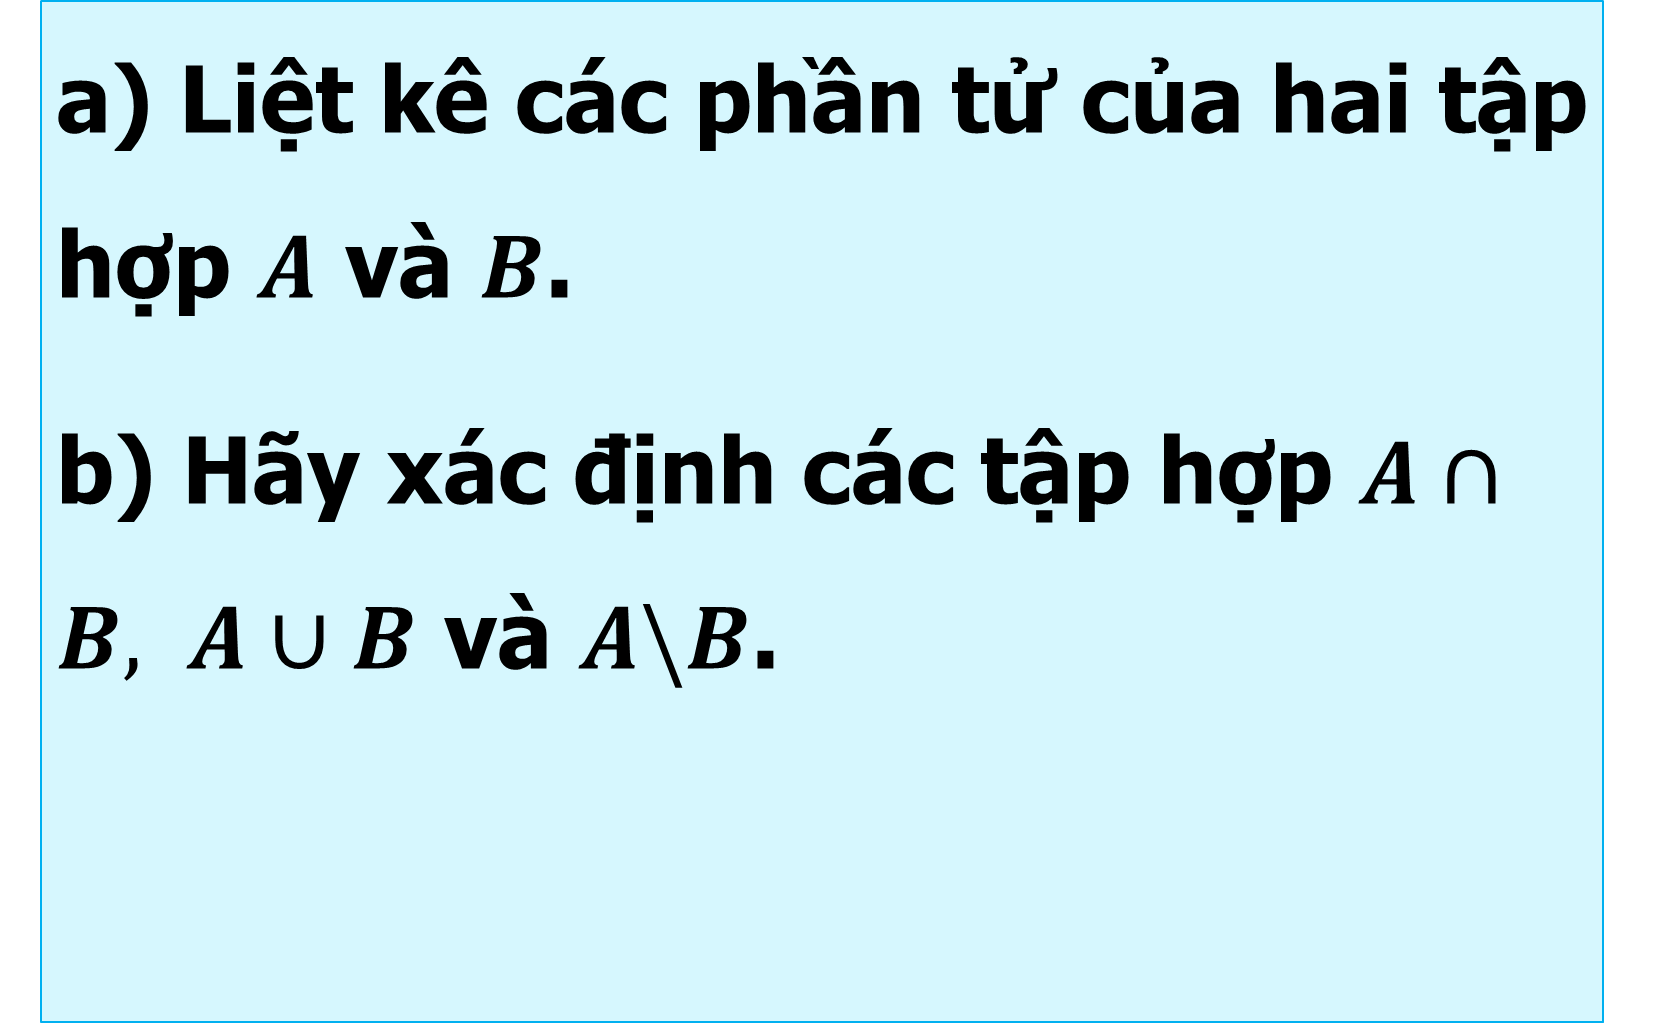 a) Liệt kê các phần tử của hai tập
hợp A và B.
b) Hãy xác định các tập hợp A ∩
B, A ∪ B và A\B.